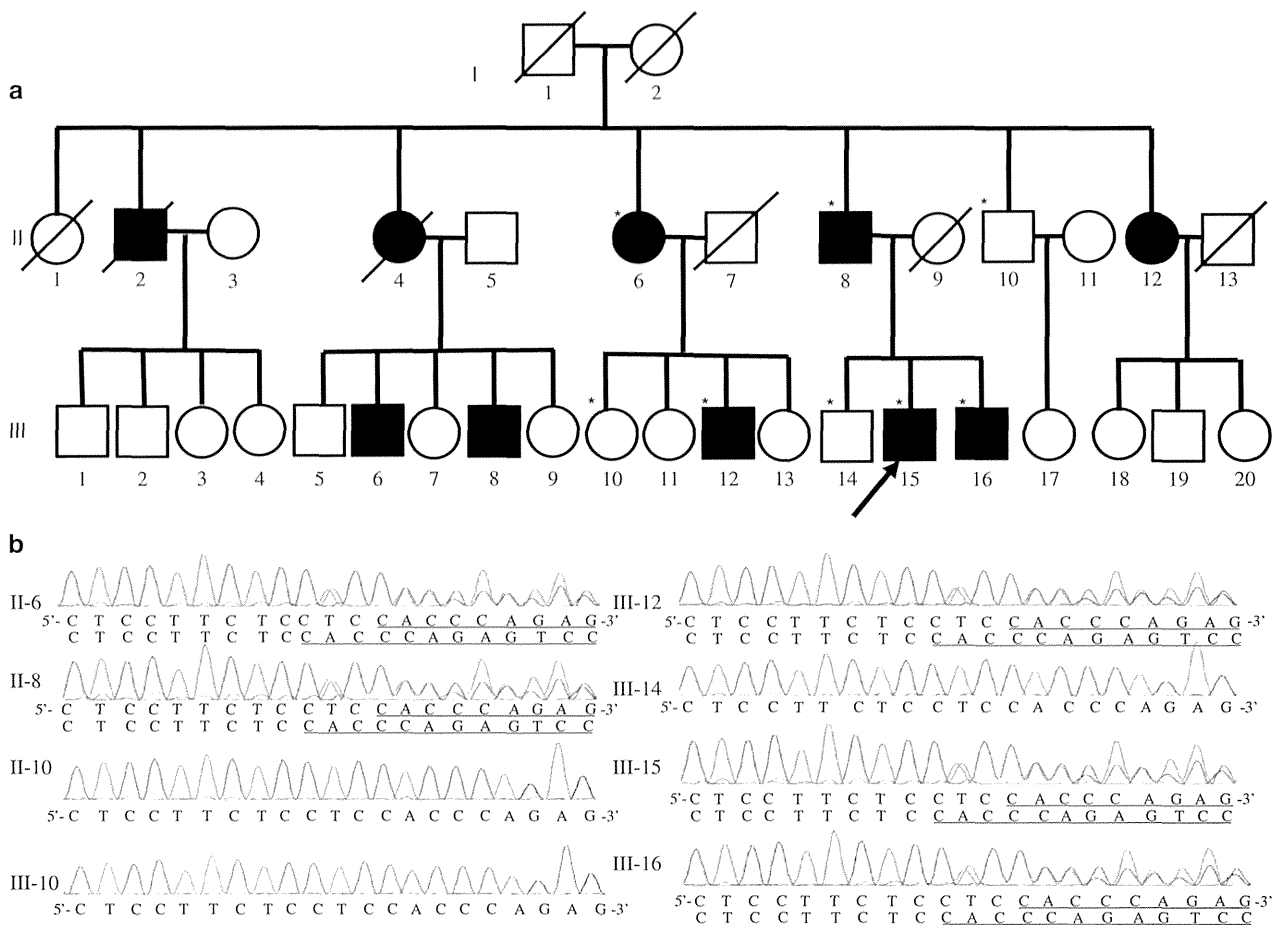 a
I
1 2
II
1 2 3 4 5 6 7 8 9 10 11 12 13
* * *
III
* * * * *
1 2 3 4 5 6 7 8 9 10 11 12 13 14 15 16 17 18 19 20
b
II-6
5'- C T C C T T C T C C T C C A C C C A G A G -3'
C T C C T T C T C C A C C C A G A G T C C
II-8
5'- C T C C T T C T C C T C C A C C C A G A G -3'
C T C C T T C T C C A C C C A G A G T C C
II-10
5'- C T C C T T C T C C T C C A C C C A G A G -3'
III-10
5'- C T C C T T C T C C T C C A C C C A G A G -3'
III-12
5'- C T C C T T C T C C T C C A C C C A G A G -3'
C T C C T T C T C C A C C C A G A G T C C
III-14
5'- C T C C T T C T C C T C C A C C C A G A G -3'
III-15
5'- C T C C T T C T C C T C C A C C C A G A G -3'
C T C C T T C T C C A C C C A G A G T C C
III-16
5'- C T C C T T C T C C T C C A C C C A G A G -3'
C T C C T T C T C C A C C C A G A G T C C